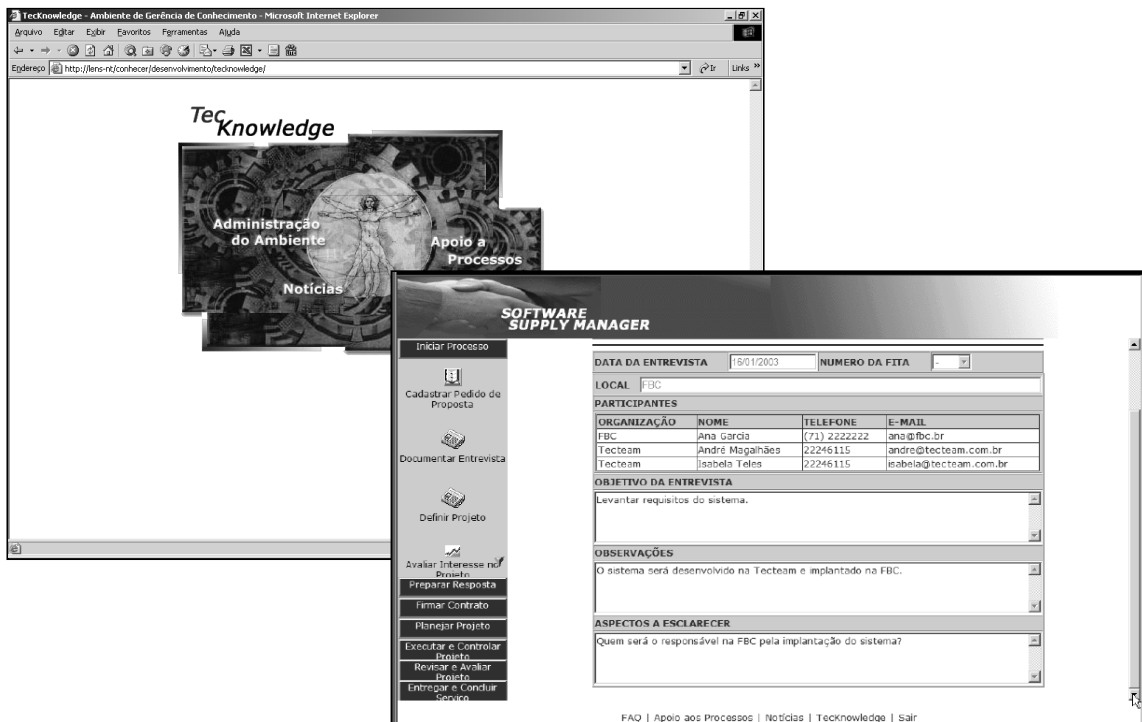 TecKnowledge - Ambiente de Gerência de Conhecimento - Microsoft Internet Explorer
Arquivo Editar Exibir Favoritos Ferramentas Ajuda
Endereço http://lens-nt/conhecer/desenvolvimento/tecknowledge/ Ir Links »
Tec
Knowledge
Administração
do Ambiente
Apoio a
Processos
Notícias
SOFTWARE
SUPPLY MANAGER
Iniciar Processo
Cadastrar Pedido de
Proposta
Documentar Entrevista
Definir Projeto
Avaliar Interesse no
Projeto
Preparar Resposta
Firmar Contrato
Planejar Projeto
Executar e Controlar
Projeto
Revisar e Avaliar
Projeto
Entregar e Concluir
Serviço
DATA DA ENTREVISTA 16/01/2003 NUMERO DA FITA -
LOCAL FBC
PARTICIPANTES
ORGANIZAÇÃO NOME TELEFONE E-MAIL
FBC Ana Garcia (71) 2222222 ana@fbc.br
Tecteam André Magalhães 22246115 andre@tecteam.com.br
Tecteam Isabela Teles 22246115 isabela@tecteam.com.br
OBJETIVO DA ENTREVISTA
Levantar requisitos do sistema.
OBSERVAÇÕES
O sistema será desenvolvido na Tecteam e implantado na FBC.
ASPECTOS A ESCLARECER
Quem será o responsável na FBC pela implantação do sistema?
FAQ | Apoio aos Processos | Notícias | TecKnowledge | Sair